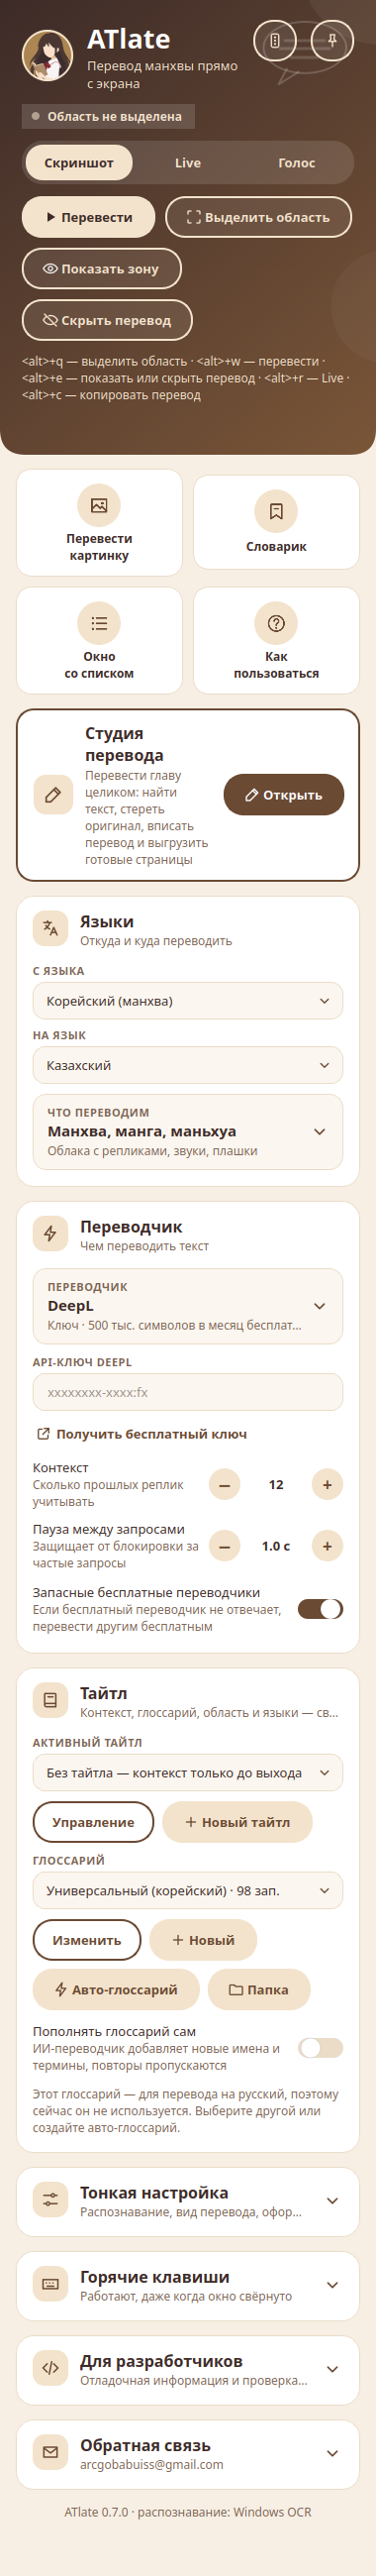 ATlate
Перевод манхвы прямо
с экрана
Область не выделена
Скриншот
Live
Голос
Перевести
Выделить область
Показать зону
Скрыть перевод
<alt>+q — выделить область · <alt>+w — перевести ·
<alt>+e — показать или скрыть перевод · <alt>+r — Live ·
<alt>+c — копировать перевод
Перевести
картинку
Словарик
Окно
со списком
Как
пользоваться
Студия
перевода
Перевести главу
целиком: найти
текст, стереть
оригинал, вписать
перевод и выгрузить
готовые страницы
Открыть
Языки
Откуда и куда переводить
С ЯЗЫКА
Корейский (манхва)
НА ЯЗЫК
Казахский
ЧТО ПЕРЕВОДИМ
Манхва, манга, маньхуа
Облака с репликами, звуки, плашки
Переводчик
Чем переводить текст
ПЕРЕВОДЧИК
DeepL
Ключ · 500 тыс. символов в месяц бесплат...
API-КЛЮЧ DEEPL
xxxxxxxx-xxxx:fx
Получить бесплатный ключ
Контекст
Сколько прошлых реплик
учитывать
–
12
+
Пауза между запросами
Защищает от блокировки за
частые запросы
–
1.0 с
+
Запасные бесплатные переводчики
Если бесплатный переводчик не отвечает,
перевести другим бесплатным
Тайтл
Контекст, глоссарий, область и языки — св...
АКТИВНЫЙ ТАЙТЛ
Без тайтла — контекст только до выхода
Управление
+ Новый тайтл
ГЛОССАРИЙ
Универсальный (корейский) · 98 зап.
Изменить
+ Новый
Авто-глоссарий
Папка
Пополнять глоссарий сам
ИИ-переводчик добавляет новые имена и
термины, повторы пропускаются
Этот глоссарий — для перевода на русский, поэтому
сейчас он не используется. Выберите другой или
создайте авто-глоссарий.
Тонкая настройка
Распознавание, вид перевода, офор...
Горячие клавиши
Работают, даже когда окно свёрнуто
Для разработчиков
Отладочная информация и проверка...
Обратная связь
arcgobabuiss@gmail.com
ATlate 0.7.0 · распознавание: Windows OCR